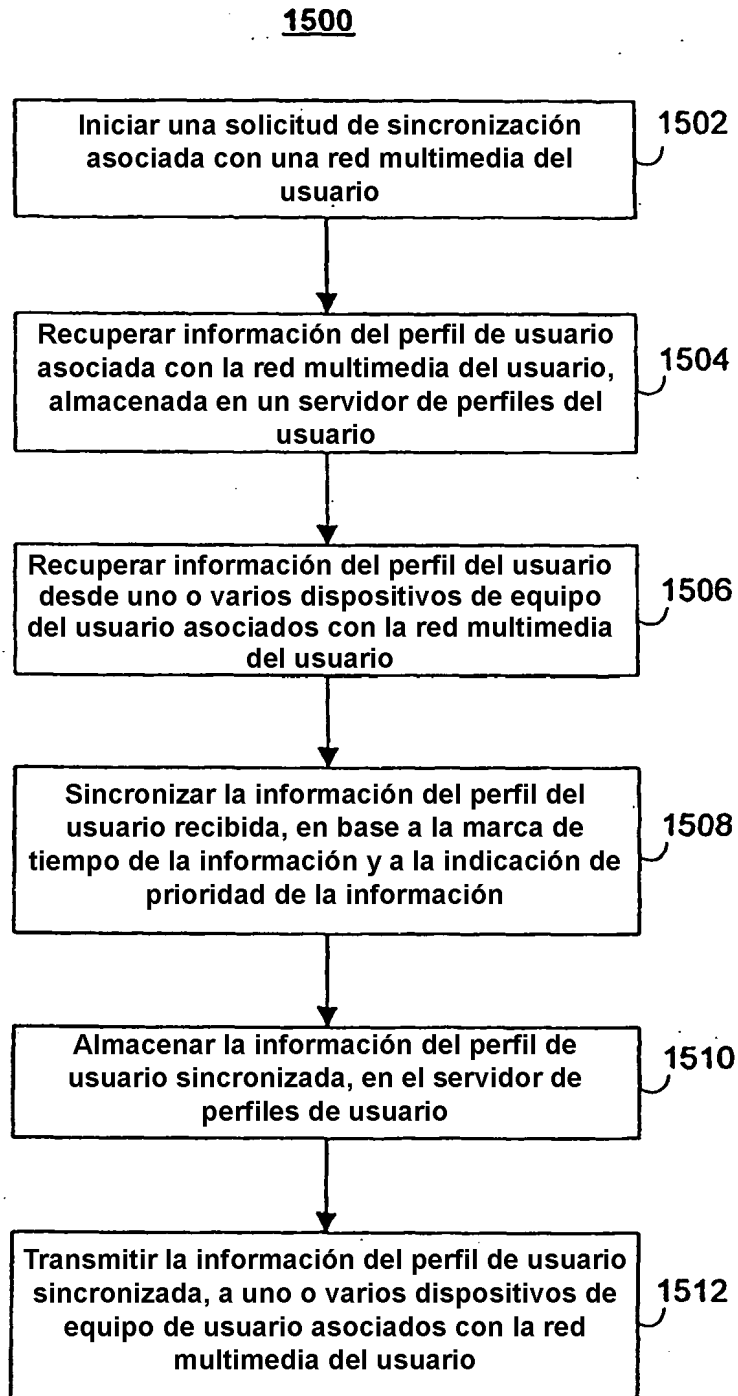 1500
Iniciar una solicitud de sincronización
asociada con una red multimedia del
usuario
1502
Recuperar información del perfil de usuario
asociada con la red multimedia del usuario,
almacenada en un servidor de perfiles del
usuario
1504
Recuperar información del perfil del usuario
desde uno o varios dispositivos de equipo
del usuario asociados con la red multimedia
del usuario
1506
Sincronizar la información del perfil del
usuario recibida, en base a la marca de
tiempo de la información y a la indicación de
prioridad de la información
1508
Almacenar la información del perfil de
usuario sincronizada, en el servidor de
perfiles de usuario
1510
Transmitir la información del perfil de usuario
sincronizada, a uno o varios dispositivos de
equipo de usuario asociados con la red
multimedia del usuario
1512